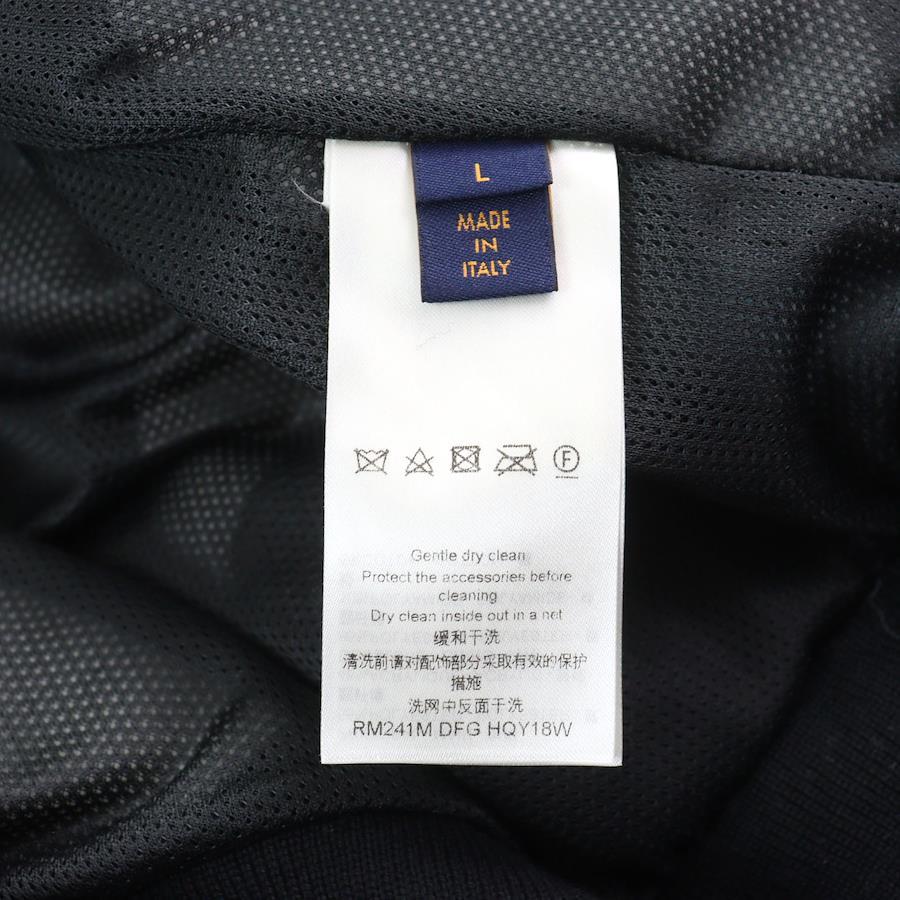 L
MADE
IN
ITALY
F
Gentle dry clean
Protect the accessories before
cleaning
Dry clean inside out in a net
缓和干洗
清洗前请对配饰部分采取有效的保护
措施
洗网中反面干洗
RM241M DFG HQY18W